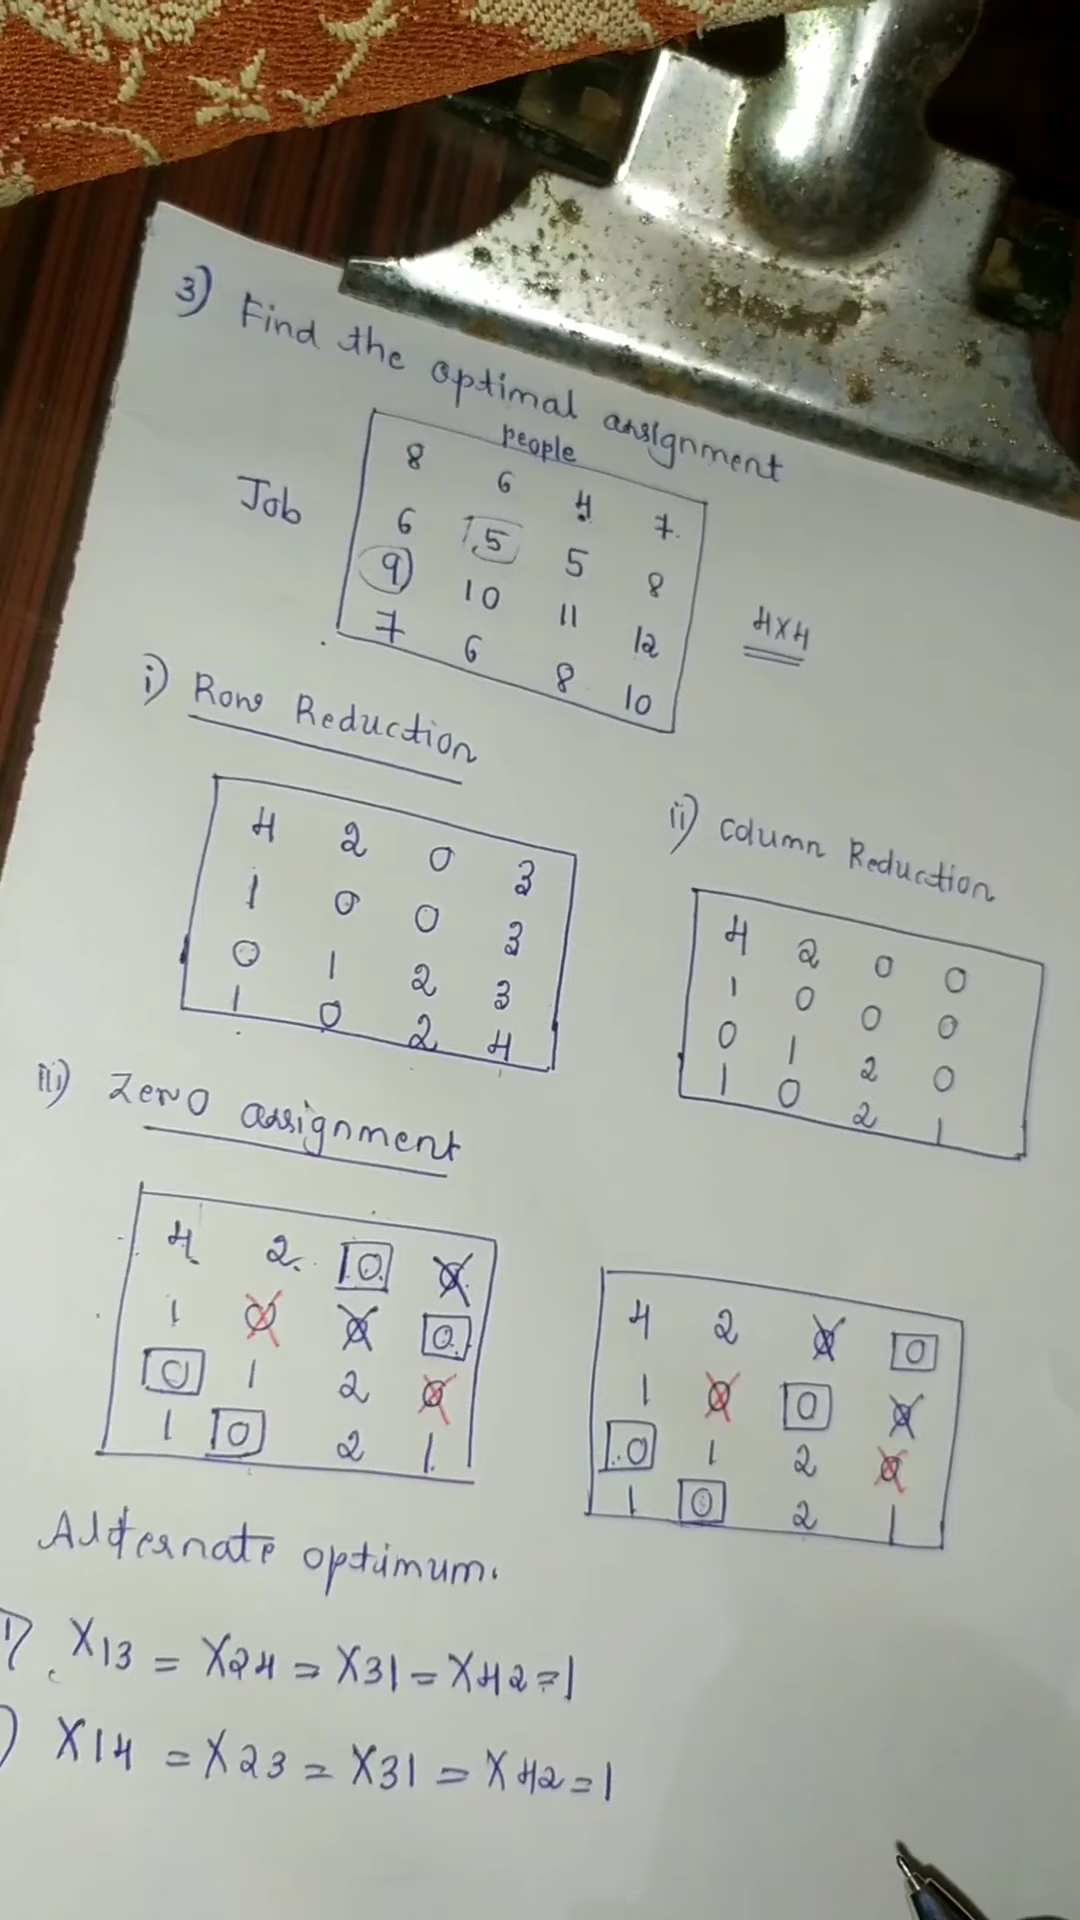 3) Find the optimal assignment
people
Job
8 6 4 7
6 5 5 8
9 10 11 12
7 6 8 10
4x4
i) Row Reduction
4 2 0 3
1 0 0 3
0 1 2 3
1 0 2 4
ii) Column Reduction
4 2 0 0
1 0 0 0
0 1 2 0
1 0 2 1
iii) Zero assignment
4 2 0 0
1 0 0 0
0 1 2 0
1 0 2 1
4 2 0 0
1 0 0 0
0 1 2 0
1 0 2 1
Alternate optimum.
1) X13 = X24 = X31 = X42 = 1
) X14 = X23 = X31 = X42 = 1